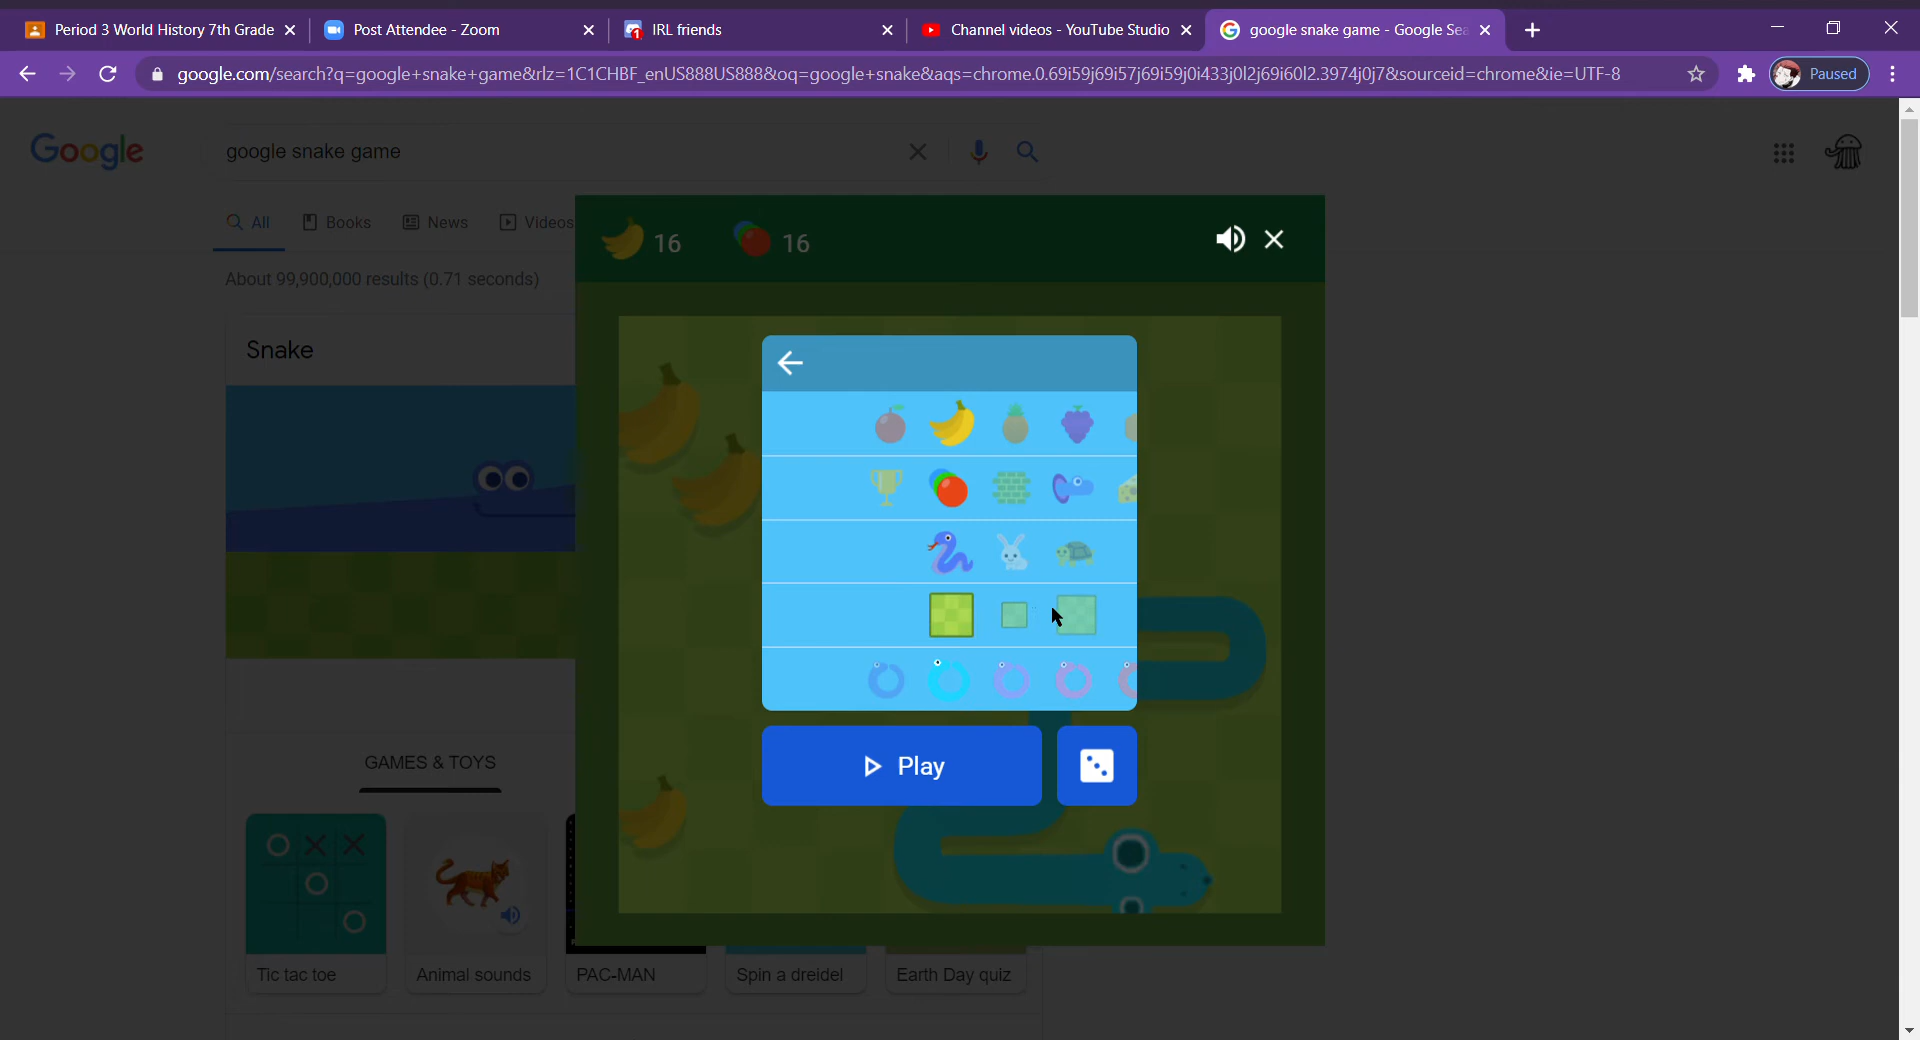 Period 3 World History 7th Grade
Post Attendee - Zoom
1
IRL friends
Channel videos - YouTube Studio
google snake game - Google Sea
google.com/search?q=google+snake+game&rlz=1C1CHBF_enUS888US888&oq=google+snake&aqs=chrome.0.69i59j69i57j69i59j0i433j0l2j69i60l2.3974j0j7&sourceid=chrome&ie=UTF-8
Paused
Google
google snake game
All
Books
News
Videos
16
16
About 99,900,000 results (0.71 seconds)
Snake
Play
GAMES & TOYS
Tic tac toe
Animal sounds
PAC-MAN
Spin a dreidel
Earth Day quiz